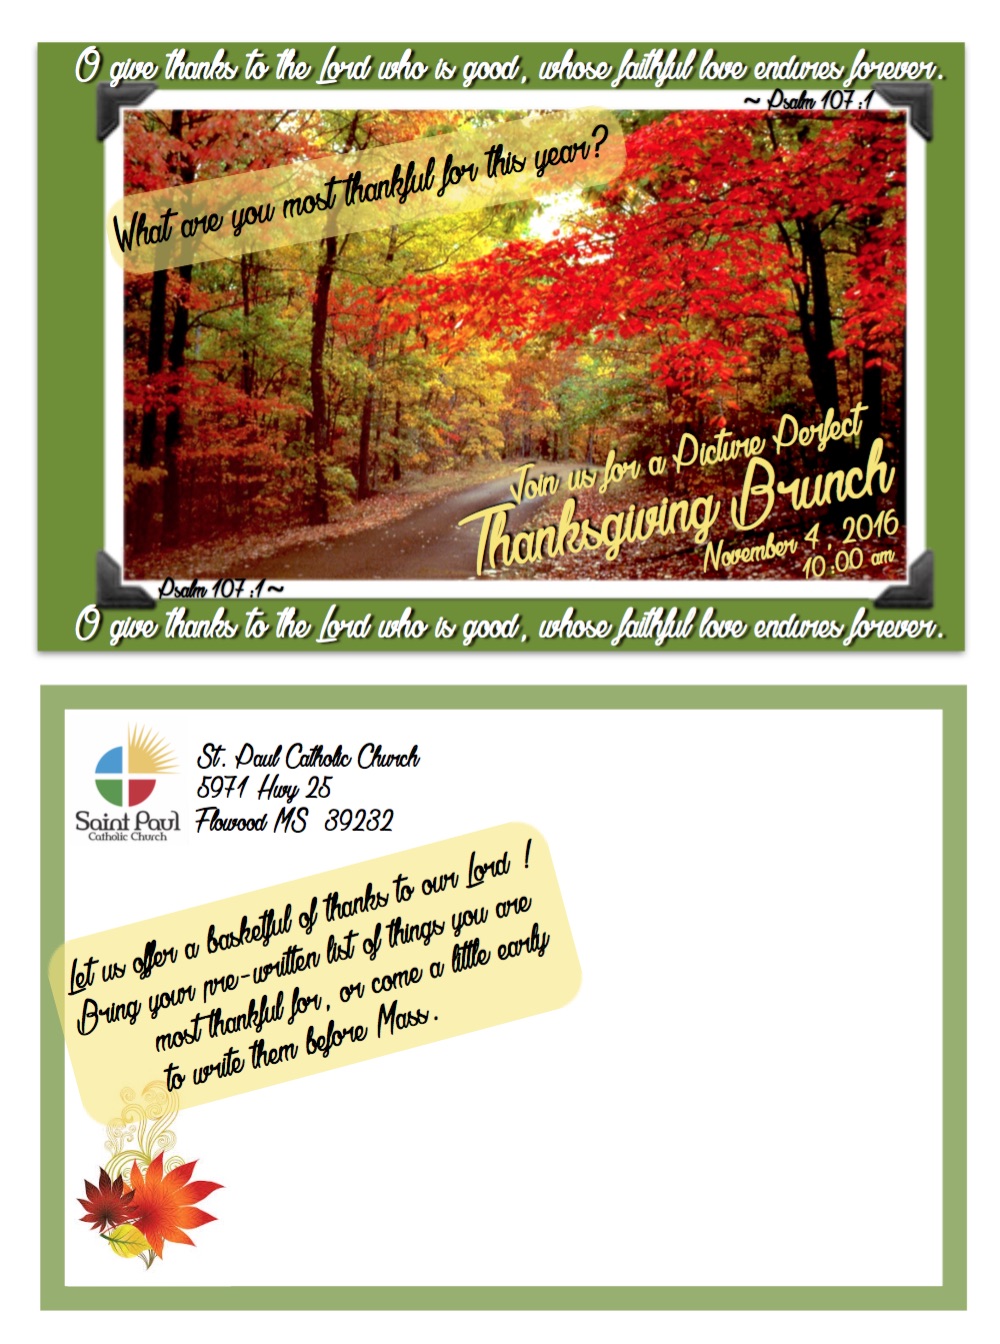 O give thanks to the Lord who is good, whose faithful love endures forever.
~ Psalm 107:1
What are you most thankful for this year?
Join us for a Picture Perfect
Thanksgiving Brunch
November 4, 2016
10:00 am
Psalm 107:1~
O give thanks to the Lord who is good, whose faithful love endures forever.
Saint Paul
Catholic Church
St. Paul Catholic Church
5971 Hwy 25
Flowood MS 39232
Let us offer a basketful of thanks to our Lord !
Bring your pre-written list of things you are
most thankful for, or come a little early
to write them before Mass.